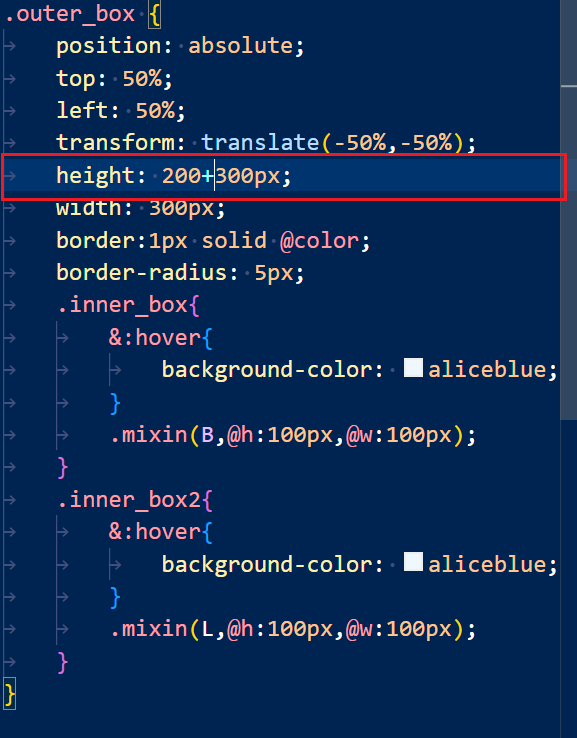 .outer_box {
position: absolute;
top: 50%;
left: 50%;
transform: translate(-50%,-50%);
height: 200+300px;
width: 300px;
border:1px solid @color;
border-radius: 5px;
.inner_box{
&:hover{
background-color: aliceblue;
}
.mixin(B,@h:100px,@w:100px);
}
.inner_box2{
&:hover{
background-color: aliceblue;
}
.mixin(L,@h:100px,@w:100px);
}
}